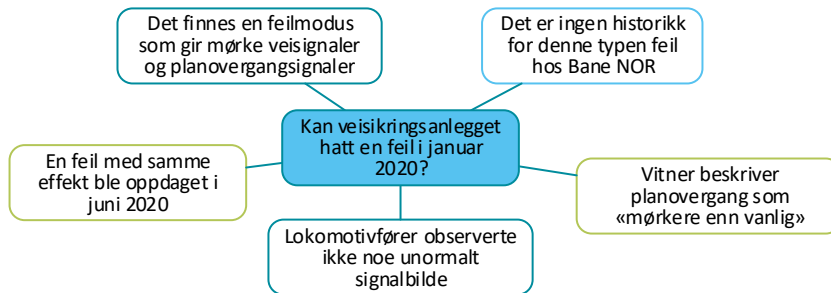 Det finnes en feilmodus
som gir mørke veisignaler
og planovergangsignaler
Det er ingen historikk
for denne typen feil
hos Bane NOR
Kan veisikringsanlegget
hatt en feil i januar
2020?
En feil med samme
effekt ble oppdaget i
juni 2020
Vitner beskriver
planovergang som
«mørkere enn vanlig»
Lokomotivfører observerte
ikke noe unormalt
signalbilde